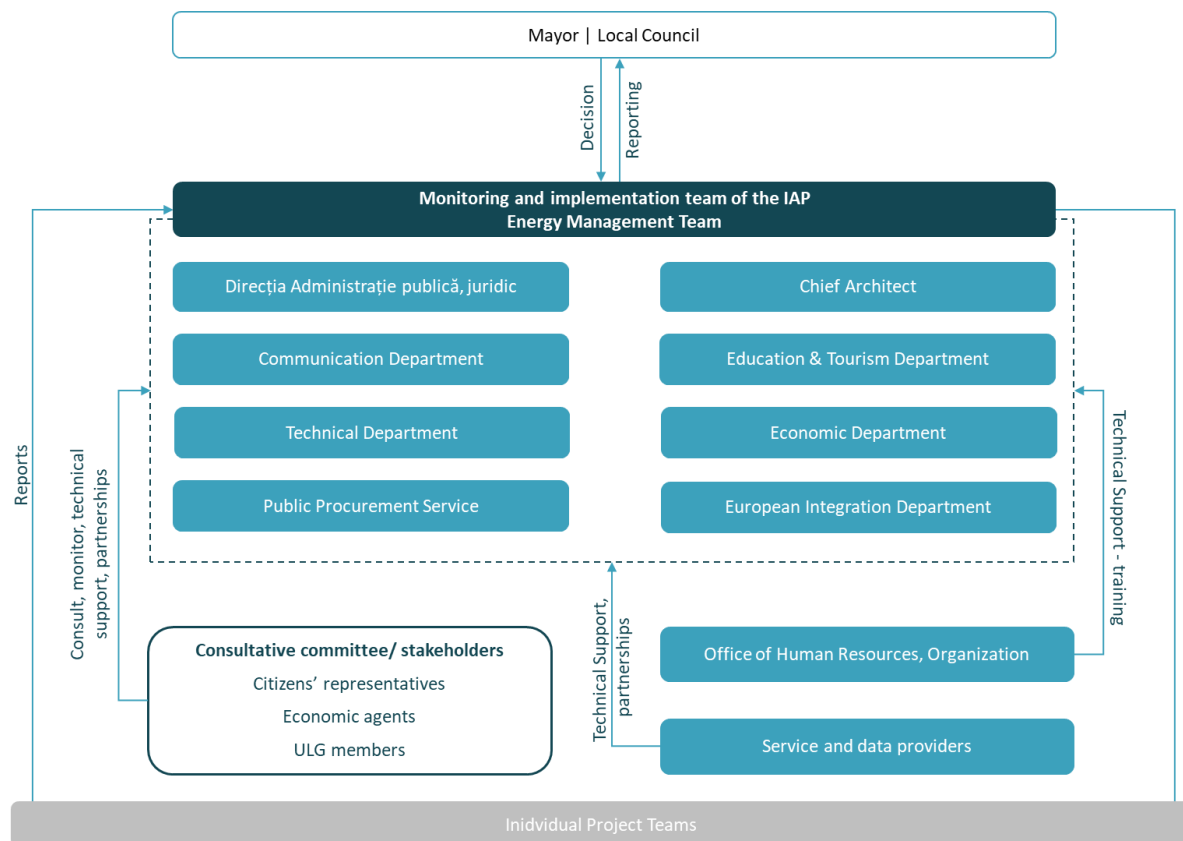 Mayor | Local Council
Decision
Reporting
Monitoring and implementation team of the IAP
Energy Management Team
Direcția Administrație publică, juridic
Chief Architect
Communication Department
Education & Tourism Department
Technical Department
Economic Department
Public Procurement Service
European Integration Department
Reports
Consult, monitor, technical
support, partnerships
Technical Support - training
Technical Support,
partnerships
Consultative committee/ stakeholders
Citizens’ representatives
Economic agents
ULG members
Office of Human Resources, Organization
Service and data providers
Inidvidual Project Teams